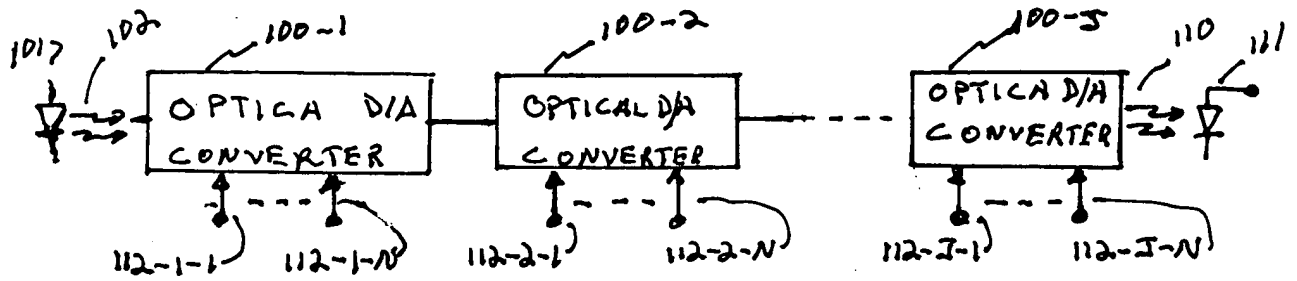 101 102 100-1 100-2 100-J 110 111
OPTICA D/A OPTICAL D/A OPTICA D/A
CONVERTER CONVERTER CONVERTER
112-1-1 112-1-N 112-2-1 112-2-N 112-J-1 112-J-N